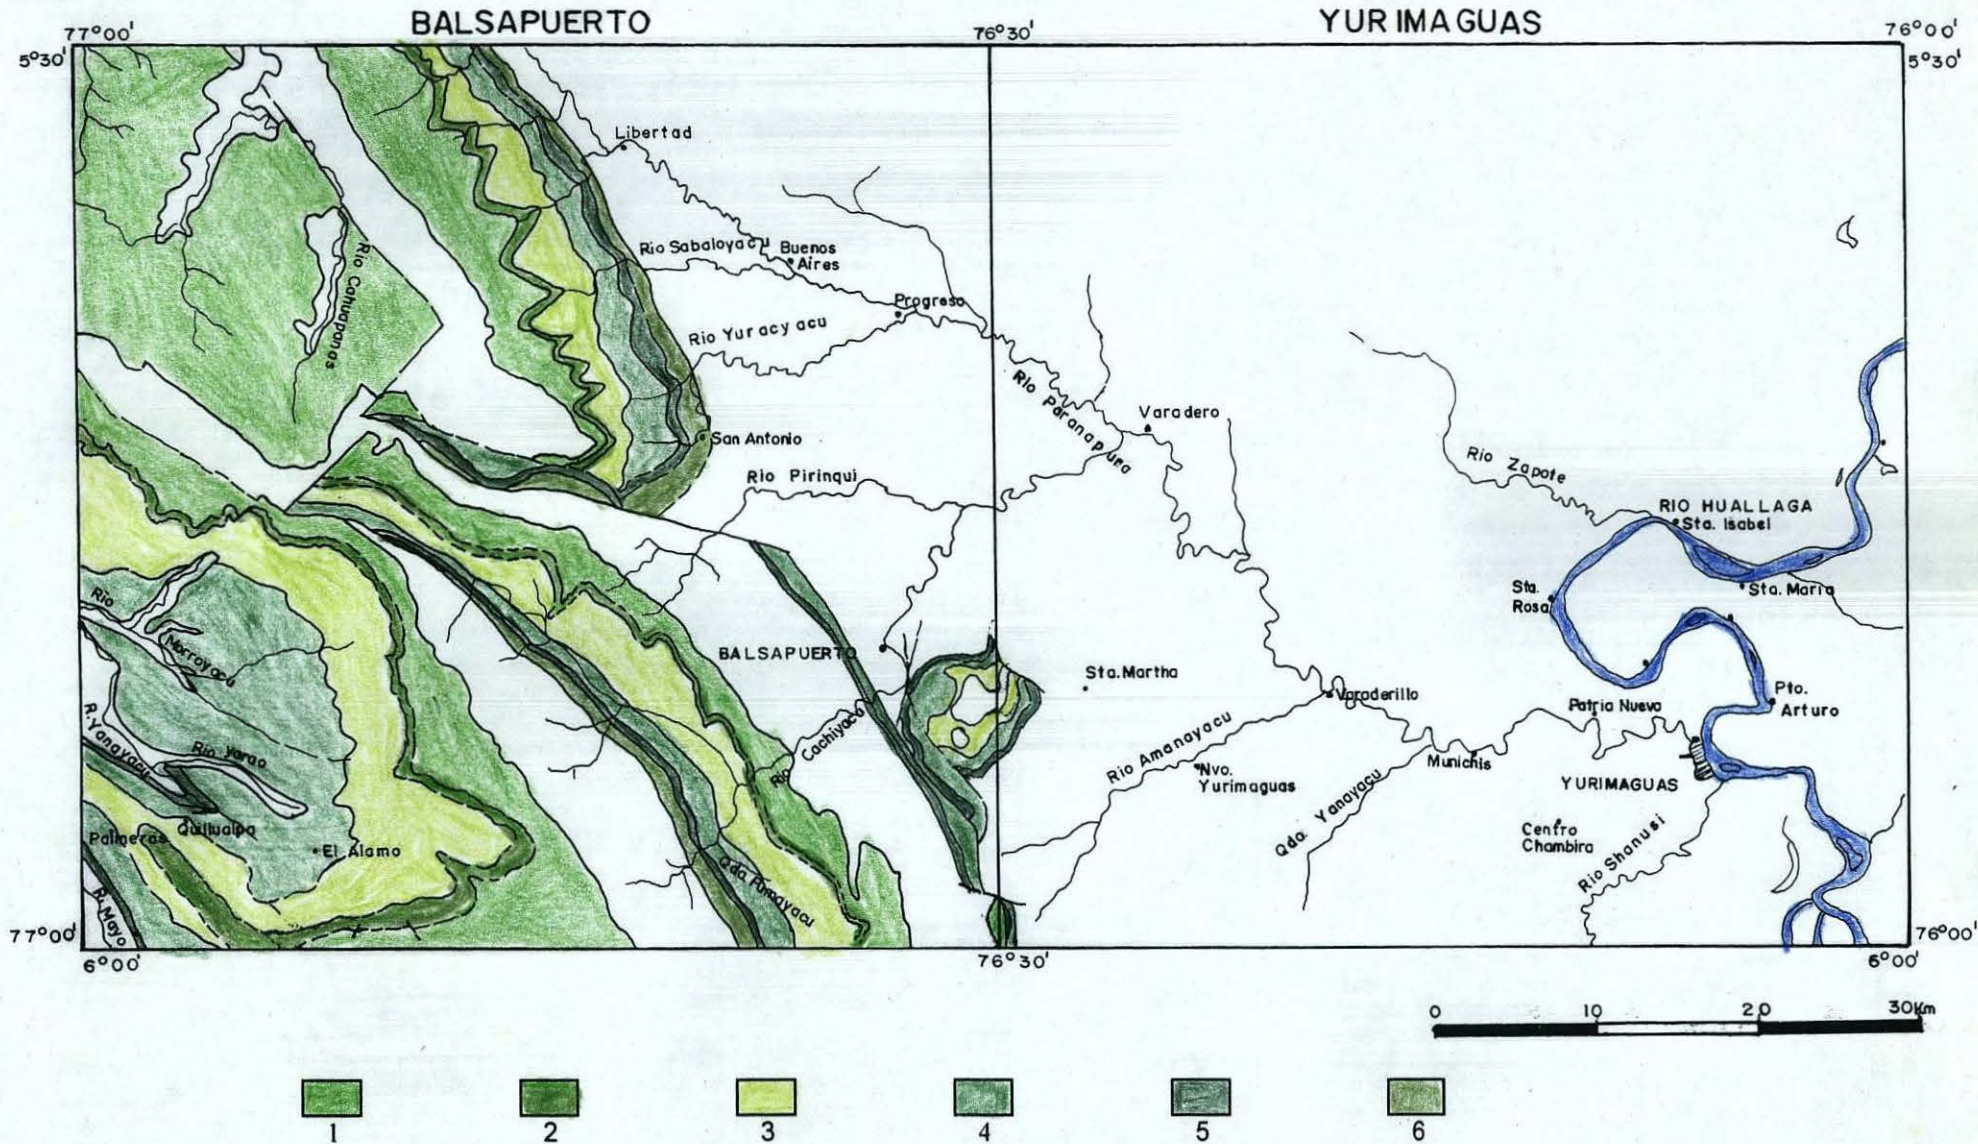 BALSAPUERTO
YURIMAGUAS
77°00'
76°30'
76°00'
5°30'
5°30'
Libertad
Rio Sabaloyacu
Buenos
Aires
Rio Cahuapanas
Progreso
Rio Yuracyacu
Rio Paranapura
Varadero
San Antonio
Rio Pirinqui
Rio Zapote
RIO HUALLAGA
Sta. Isabel
Sta. Maria
Sta.
Rosa
Rio
Morroyacu
BALSAPUERTO
Sta. Martha
Varaderillo
Patria Nueva
Pto.
Arturo
R. Yanayacu
Rio Yarao
Rio Cachiyacu
Rio Amanayacu
Nvo.
Yurimaguas
Munichis
YURIMAGUAS
Qda. Yanayacu
Palmeras
El Alamo
Centro
Chambira
Rio Shanusi
R. Mayo
77°00'
76°00'
6°00'
76°30'
6°00'
0 10 20 30Km
1 2 3 4 5 6